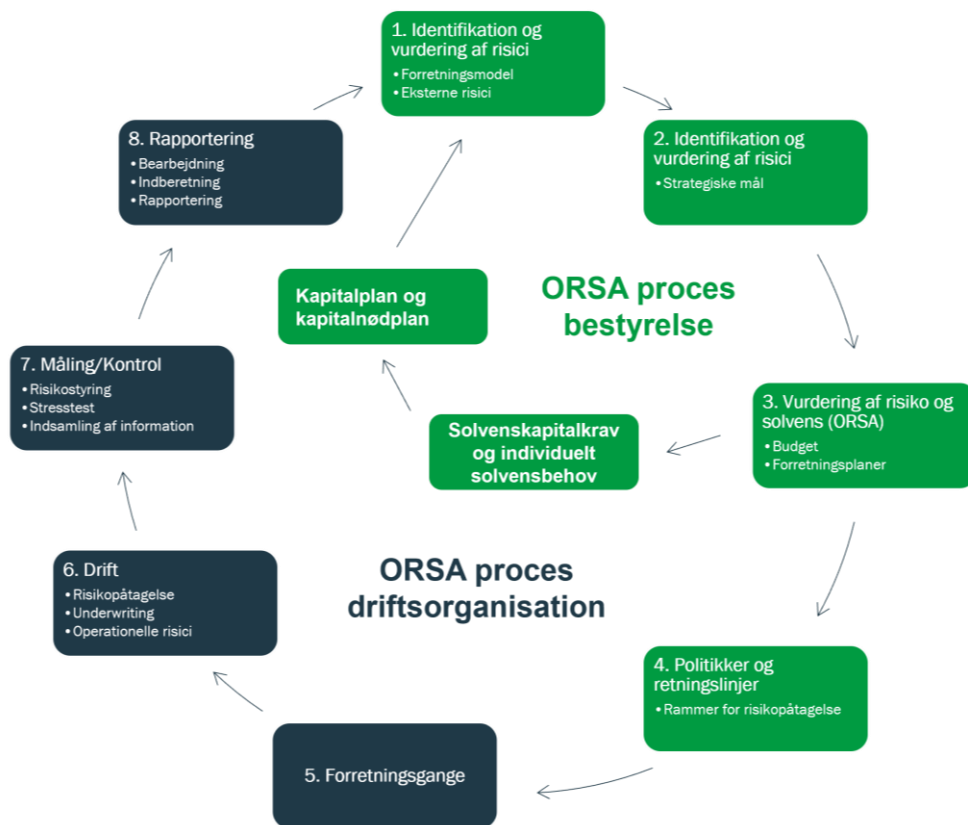 1. Identifikation og
vurdering af risici
•Forretningsmodel
•Eksterne risici
2. Identifikation og
vurdering af risici
•Strategiske mål
3. Vurdering af risiko og
solvens (ORSA)
•Budget
•Forretningsplaner
4. Politikker og
retningslinjer
•Rammer for risikopåtagelse
5. Forretningsgange
6. Drift
•Risikopåtagelse
•Underwriting
•Operationelle risici
7. Måling/Kontrol
•Risikostyring
•Stresstest
•Indsamling af information
8. Rapportering
•Bearbejdning
•Indberetning
•Rapportering
Kapitalplan og
kapitalnødplan
ORSA proces
bestyrelse
Solvenskapitalkrav
og individuelt
solvensbehov
ORSA proces
driftsorganisation